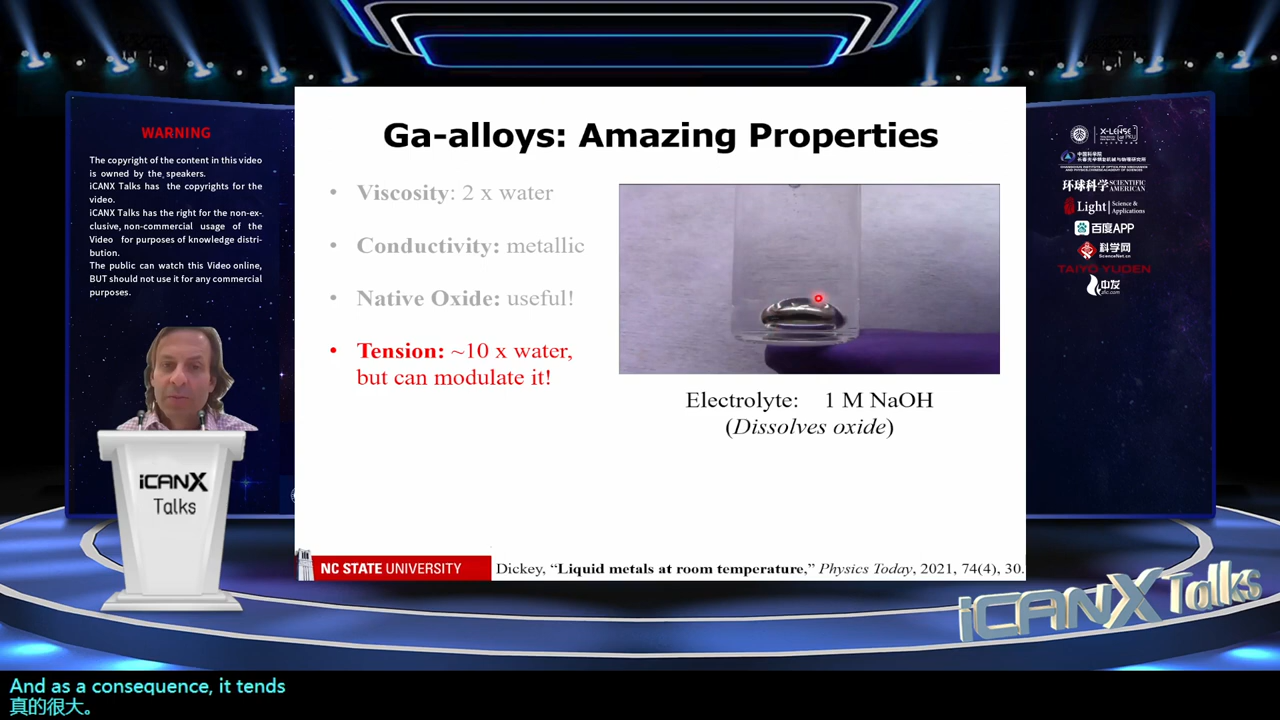 WARNING
The copyright of the content in this video
is owned by the speakers.
iCANX Talks has the copyrights for the
video.
iCANX Talks has the right for the non-ex-
clusive, non-commercial usage of the
Video for purposes of knowledge distri-
bution.
The public can watch this Video online,
BUT should not use it for any commercial
purposes.
iCANX
Talks
Ga-alloys: Amazing Properties
• Viscosity: 2 x water
• Conductivity: metallic
• Native Oxide: useful!
• Tension: ~10 x water,
but can modulate it!
Electrolyte: 1 M NaOH
(Dissolves oxide)
NC STATE UNIVERSITY
Dickey, “Liquid metals at room temperature,” Physics Today, 2021, 74(4), 30.
X-LENSE
环球科学 SCIENTIFIC AMERICAN
Light Science & Applications
百度APP
科学网
ScienceNet.cn
TAIYO YUDEN
iCANX Talks
And as a consequence, it tends
真的很大。